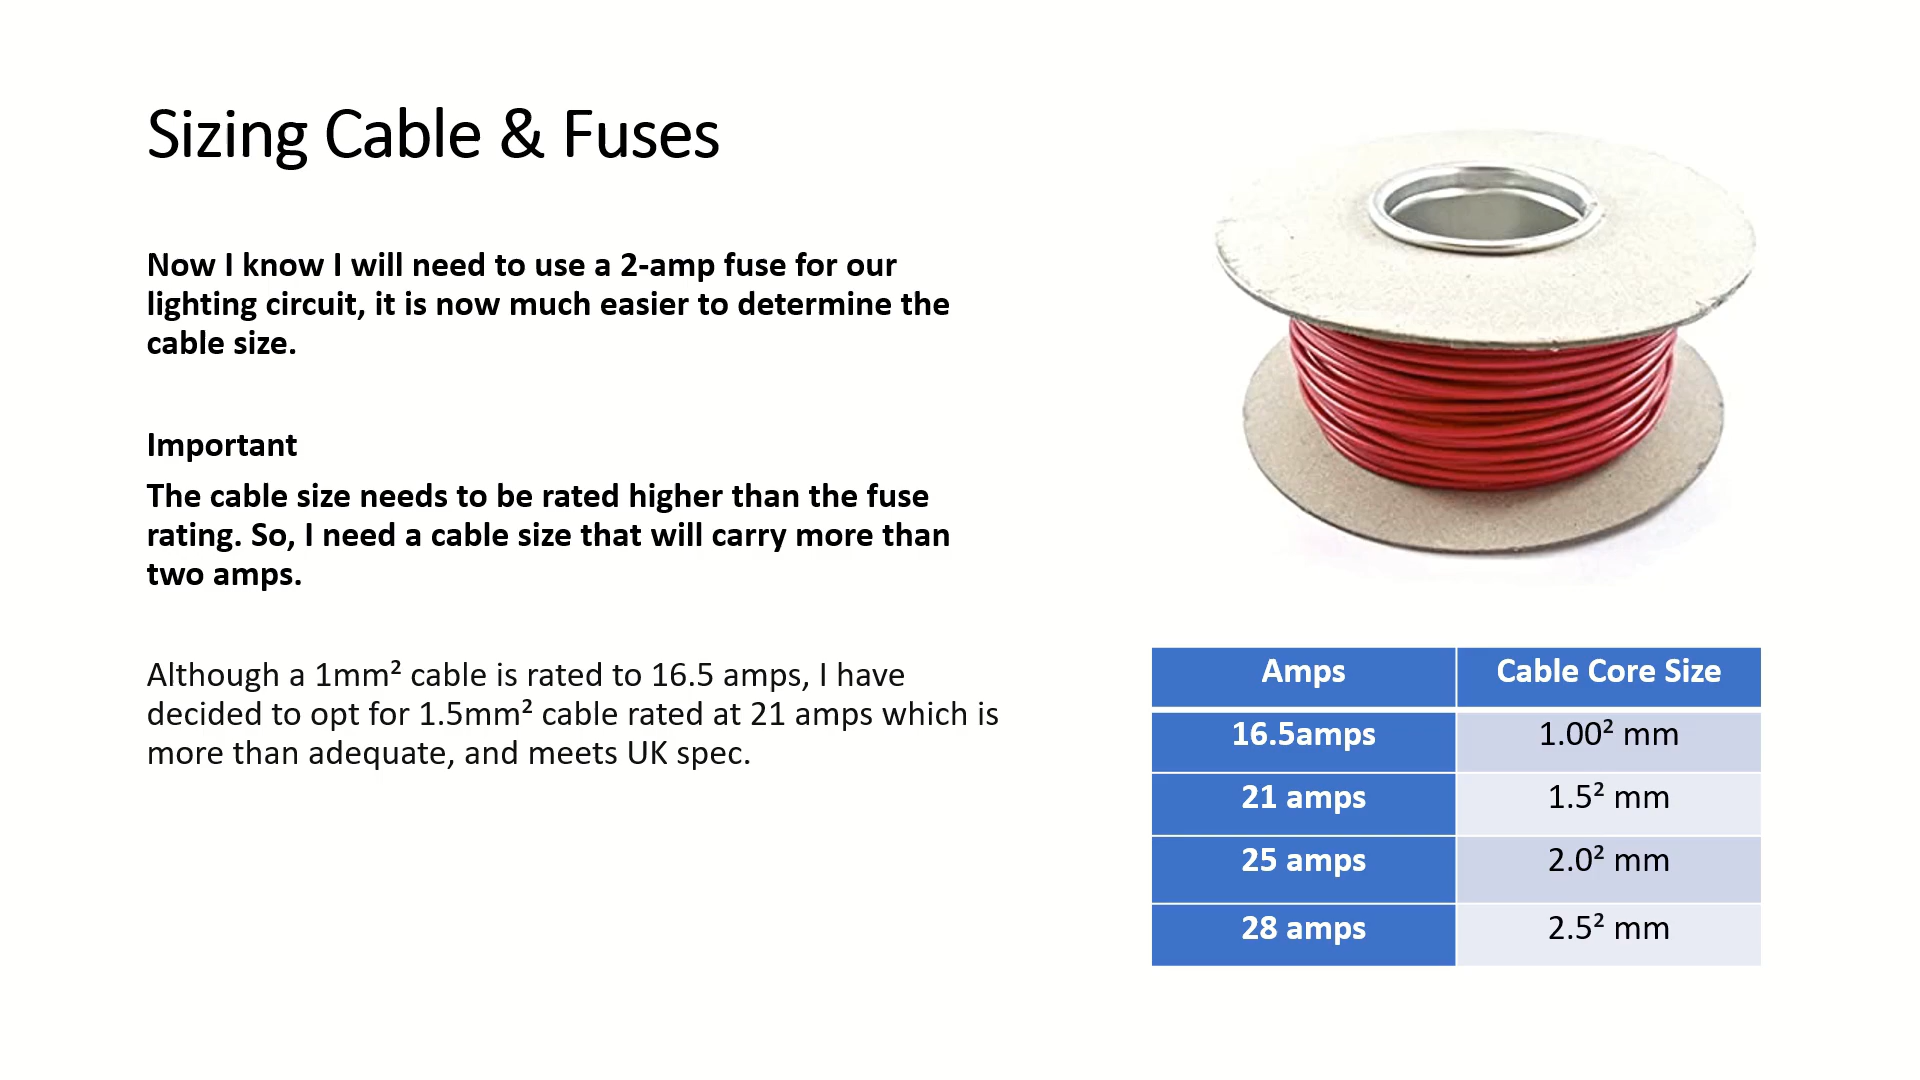 Sizing Cable & Fuses
Now I know I will need to use a 2-amp fuse for our
lighting circuit, it is now much easier to determine the
cable size.
Important
The cable size needs to be rated higher than the fuse
rating. So, I need a cable size that will carry more than
two amps.
Although a 1mm² cable is rated to 16.5 amps, I have
decided to opt for 1.5mm² cable rated at 21 amps which is
more than adequate, and meets UK spec.
Amps Cable Core Size
16.5amps 1.00² mm
21 amps 1.5² mm
25 amps 2.0² mm
28 amps 2.5² mm